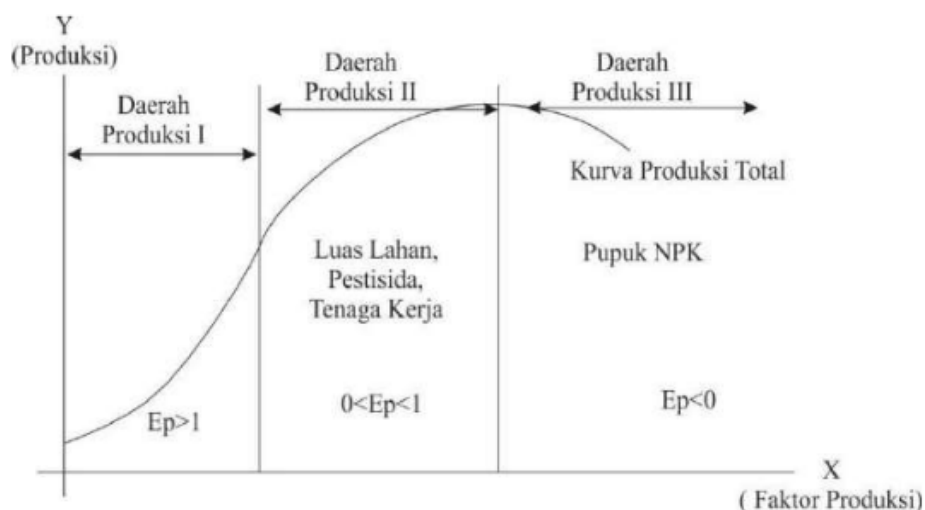 Y
(Produksi)
Daerah
Produksi I
Daerah
Produksi II
Daerah
Produksi III
Kurva Produksi Total
Luas Lahan,
Pestisida,
Tenaga Kerja
Pupuk NPK
Ep>1
0<Ep<1
Ep<0
X
( Faktor Produksi)